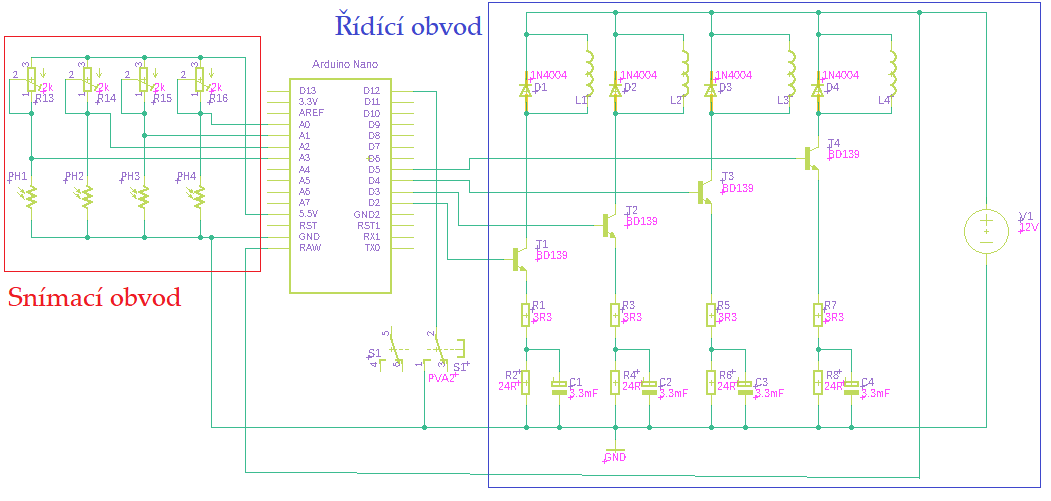 Řídící obvod
Arduino Nano
3 3 3 3
2 2 2 2
2k 2k 2k 2k
1 1 1 1
R13 R14 R15 R16
D13 D12
3.3V D11
AREF D10
A0 D9
A1 D8
A2 D7
A3 D6
A4 D5
A5 D4
A6 D3
A7 D2
5.5V GND2
RST RST1
GND RX1
RAW TX0
PH1 PH2 PH3 PH4
1N4004 1N4004 1N4004 1N4004
D1 D2 D3 D4
L1 L2 L3 L4
T4
BD139
T3
BD139
T2
BD139
T1
BD139
V1
12V
Snímací obvod
R1 R3 R5 R7
3R3 3R3 3R3 3R3
5 2
S1 S1
4 6 1 3
PVA2
R2 R4 R6 R8
24R 24R 24R 24R
C1 C2 C3 C4
3.3mF 3.3mF 3.3mF 3.3mF
GND